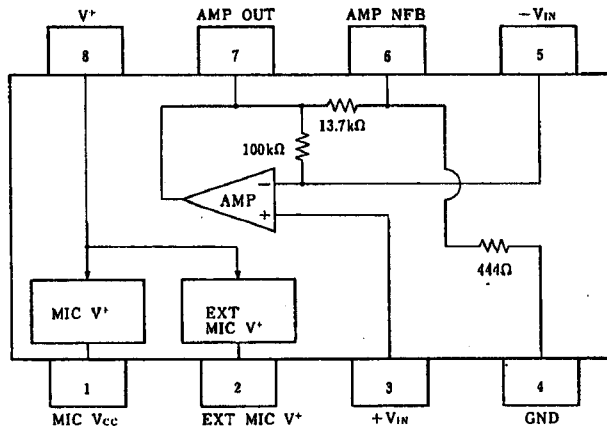 V⁺ AMP OUT AMP NFB −VIN
8 7 6 5
13.7kΩ
100kΩ
−
AMP
+
444Ω
MIC V⁺ EXT
MIC V⁺
1 2 3 4
MIC Vcc EXT MIC V⁺ +VIN GND